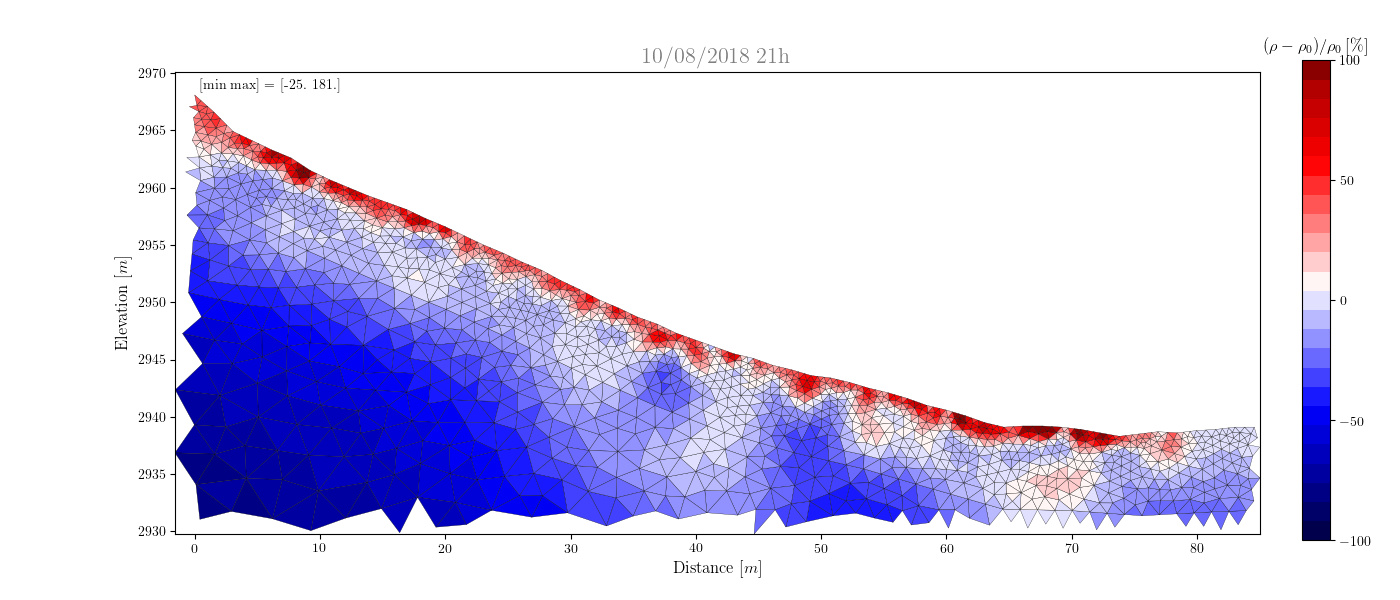 10/08/2018 21h
(ρ − ρ₀)/ρ₀ [%]
[min max] = [-25. 181.]
Elevation [m]
2970
2965
2960
2955
2950
2945
2940
2935
2930
0 10 20 30 40 50 60 70 80
Distance [m]
100
50
0
−50
−100